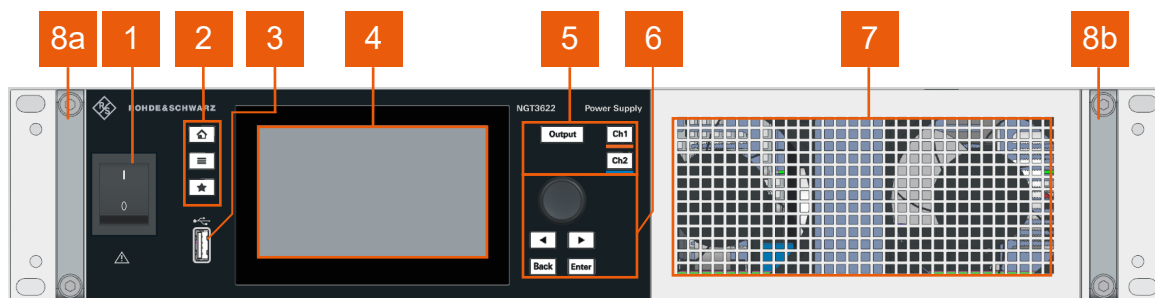 8a 1 2 3 4 5 6 7 8b
R&S ROHDE&SCHWARZ NGT3622 Power Supply
Output Ch1
Ch2
I
0
Back Enter